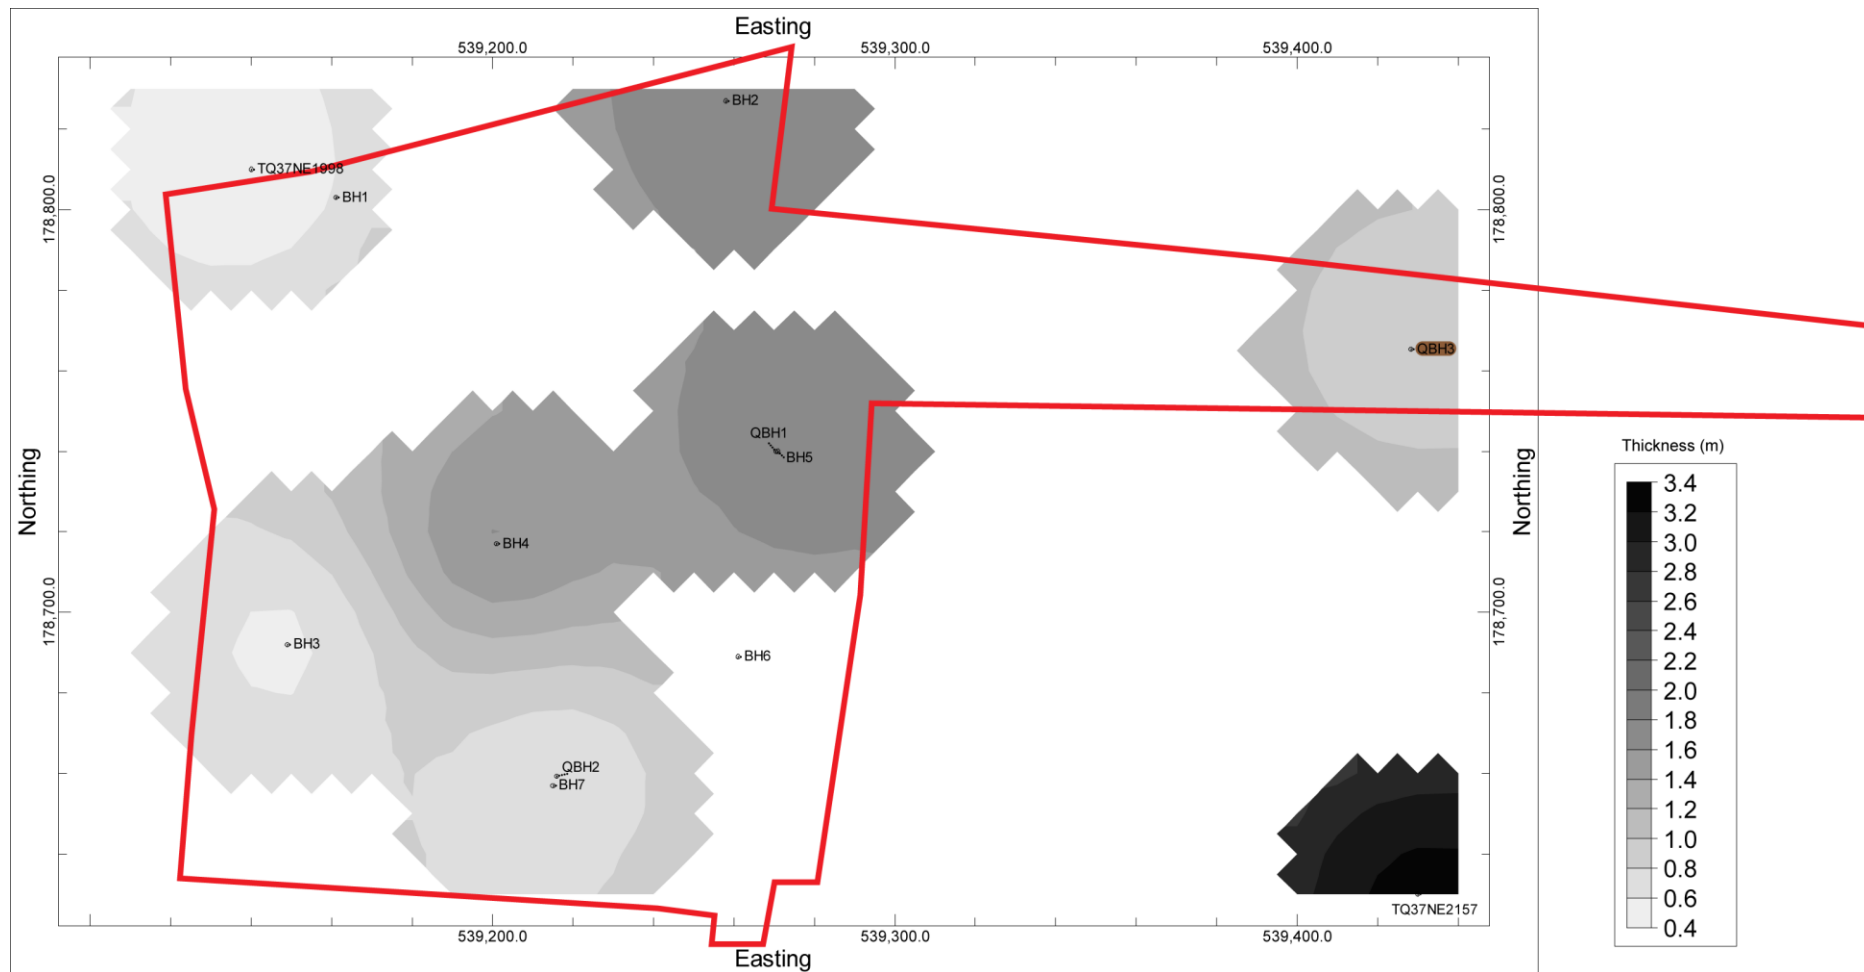 Easting
539,200.0
539,300.0
539,400.0
BH2
TQ37NE1998
BH1
178,800.0
178,800.0
QBH3
QBH1
BH5
Thickness (m)
3.4
3.2
3.0
2.8
2.6
2.4
2.2
2.0
1.8
1.6
1.4
1.2
1.0
0.8
0.6
0.4
Northing
Northing
BH4
178,700.0
178,700.0
BH3
BH6
QBH2
BH7
TQ37NE2157
539,200.0
539,300.0
539,400.0
Easting